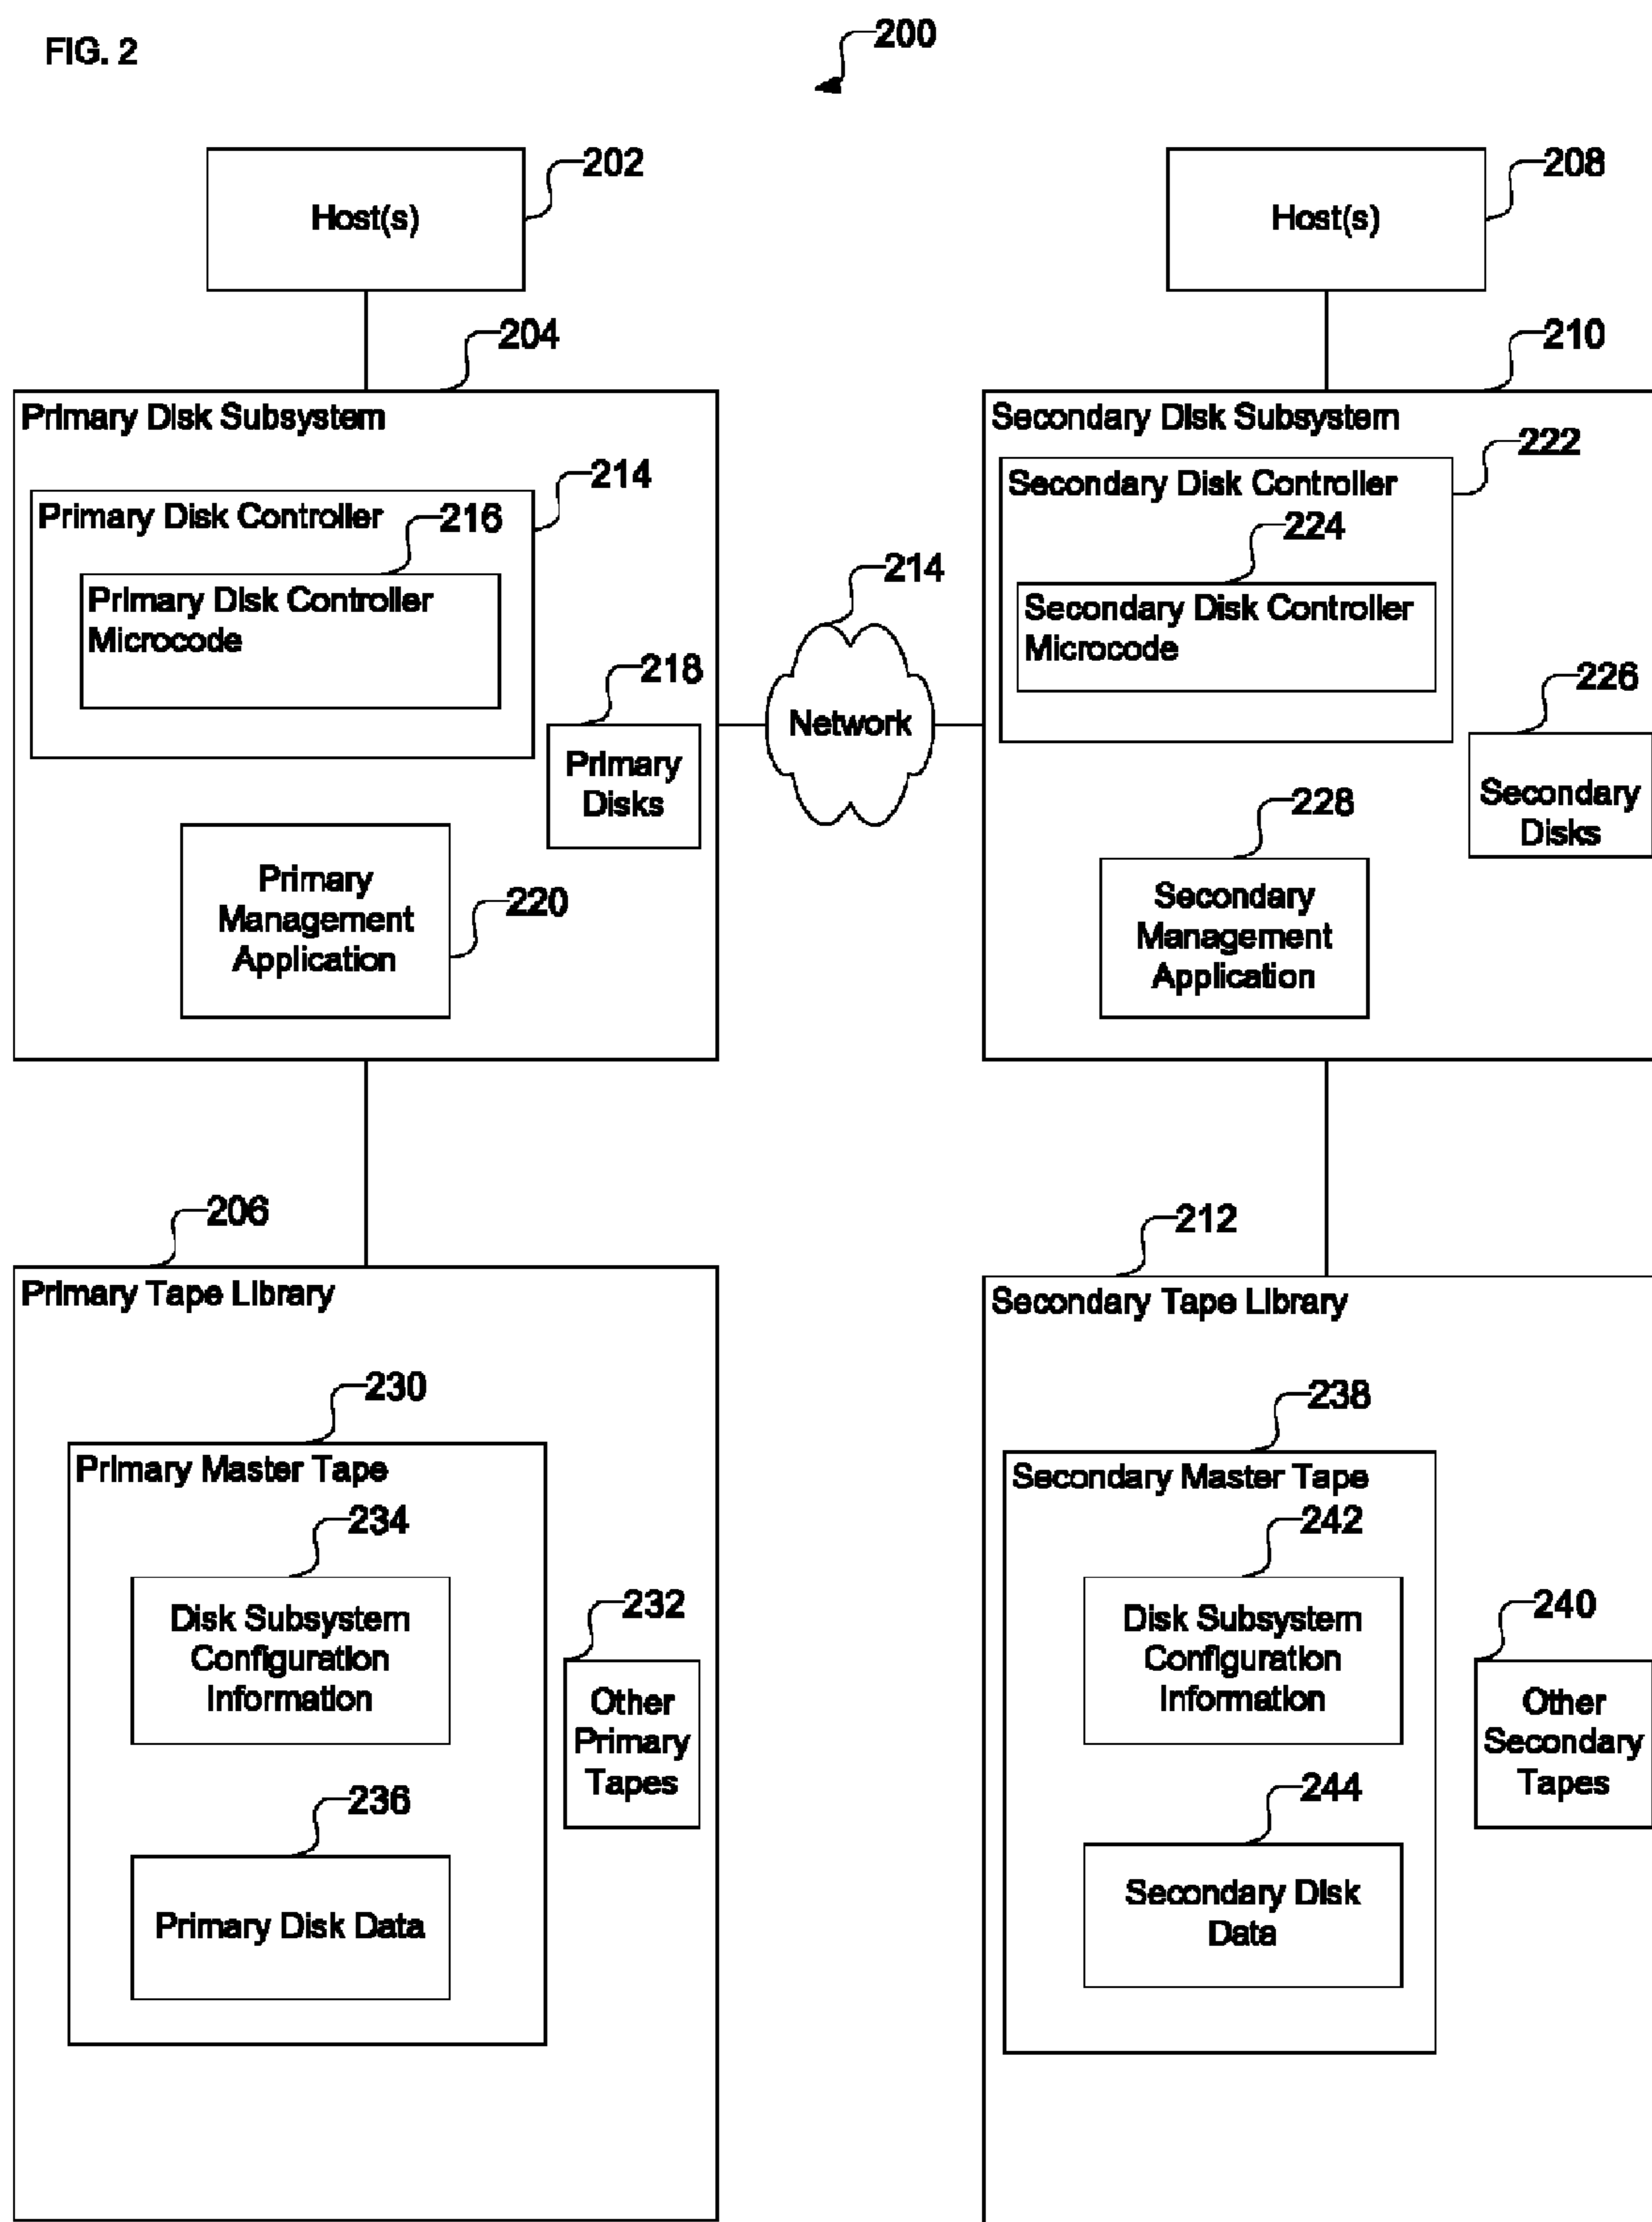 FIG. 2
200
202
Host(s)
208
Host(s)
204
Primary Disk Subsystem
214
Primary Disk Controller
216
Primary Disk Controller
Microcode
218
Primary
Disks
Primary
Management
Application
220
214
Network
210
Secondary Disk Subsystem
222
Secondary Disk Controller
224
Secondary Disk Controller
Microcode
226
Secondary
Disks
228
Secondary
Management
Application
206
Primary Tape Library
230
Primary Master Tape
234
Disk Subsystem
Configuration
Information
232
Other
Primary
Tapes
236
Primary Disk Data
212
Secondary Tape Library
238
Secondary Master Tape
242
Disk Subsystem
Configuration
Information
240
Other
Secondary
Tapes
244
Secondary Disk
Data